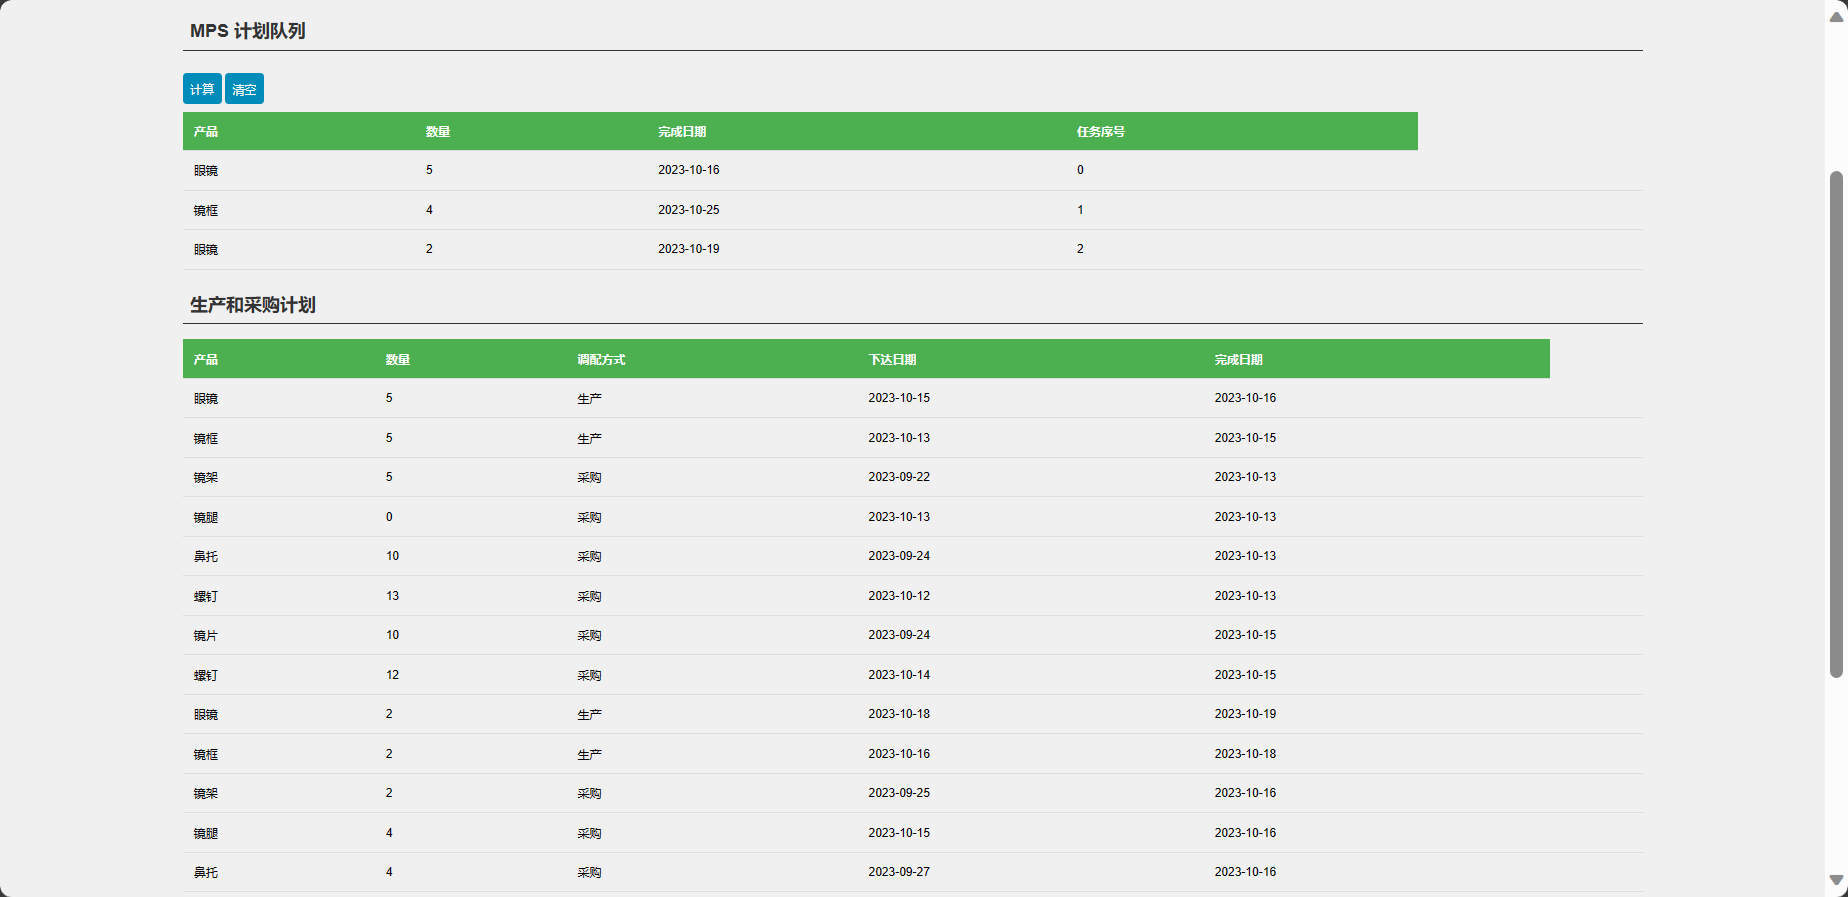 MPS 计划队列
计算 清空
产品 数量 完成日期 任务序号
眼镜 5 2023-10-16 0
镜框 4 2023-10-25 1
眼镜 2 2023-10-19 2
生产和采购计划
产品 数量 调配方式 下达日期 完成日期
眼镜 5 生产 2023-10-15 2023-10-16
镜框 5 生产 2023-10-13 2023-10-15
镜架 5 采购 2023-09-22 2023-10-13
镜腿 0 采购 2023-10-13 2023-10-13
鼻托 10 采购 2023-09-24 2023-10-13
螺钉 13 采购 2023-10-12 2023-10-13
镜片 10 采购 2023-09-24 2023-10-15
螺钉 12 采购 2023-10-14 2023-10-15
眼镜 2 生产 2023-10-18 2023-10-19
镜框 2 生产 2023-10-16 2023-10-18
镜架 2 采购 2023-09-25 2023-10-16
镜腿 4 采购 2023-10-15 2023-10-16
鼻托 4 采购 2023-09-27 2023-10-16